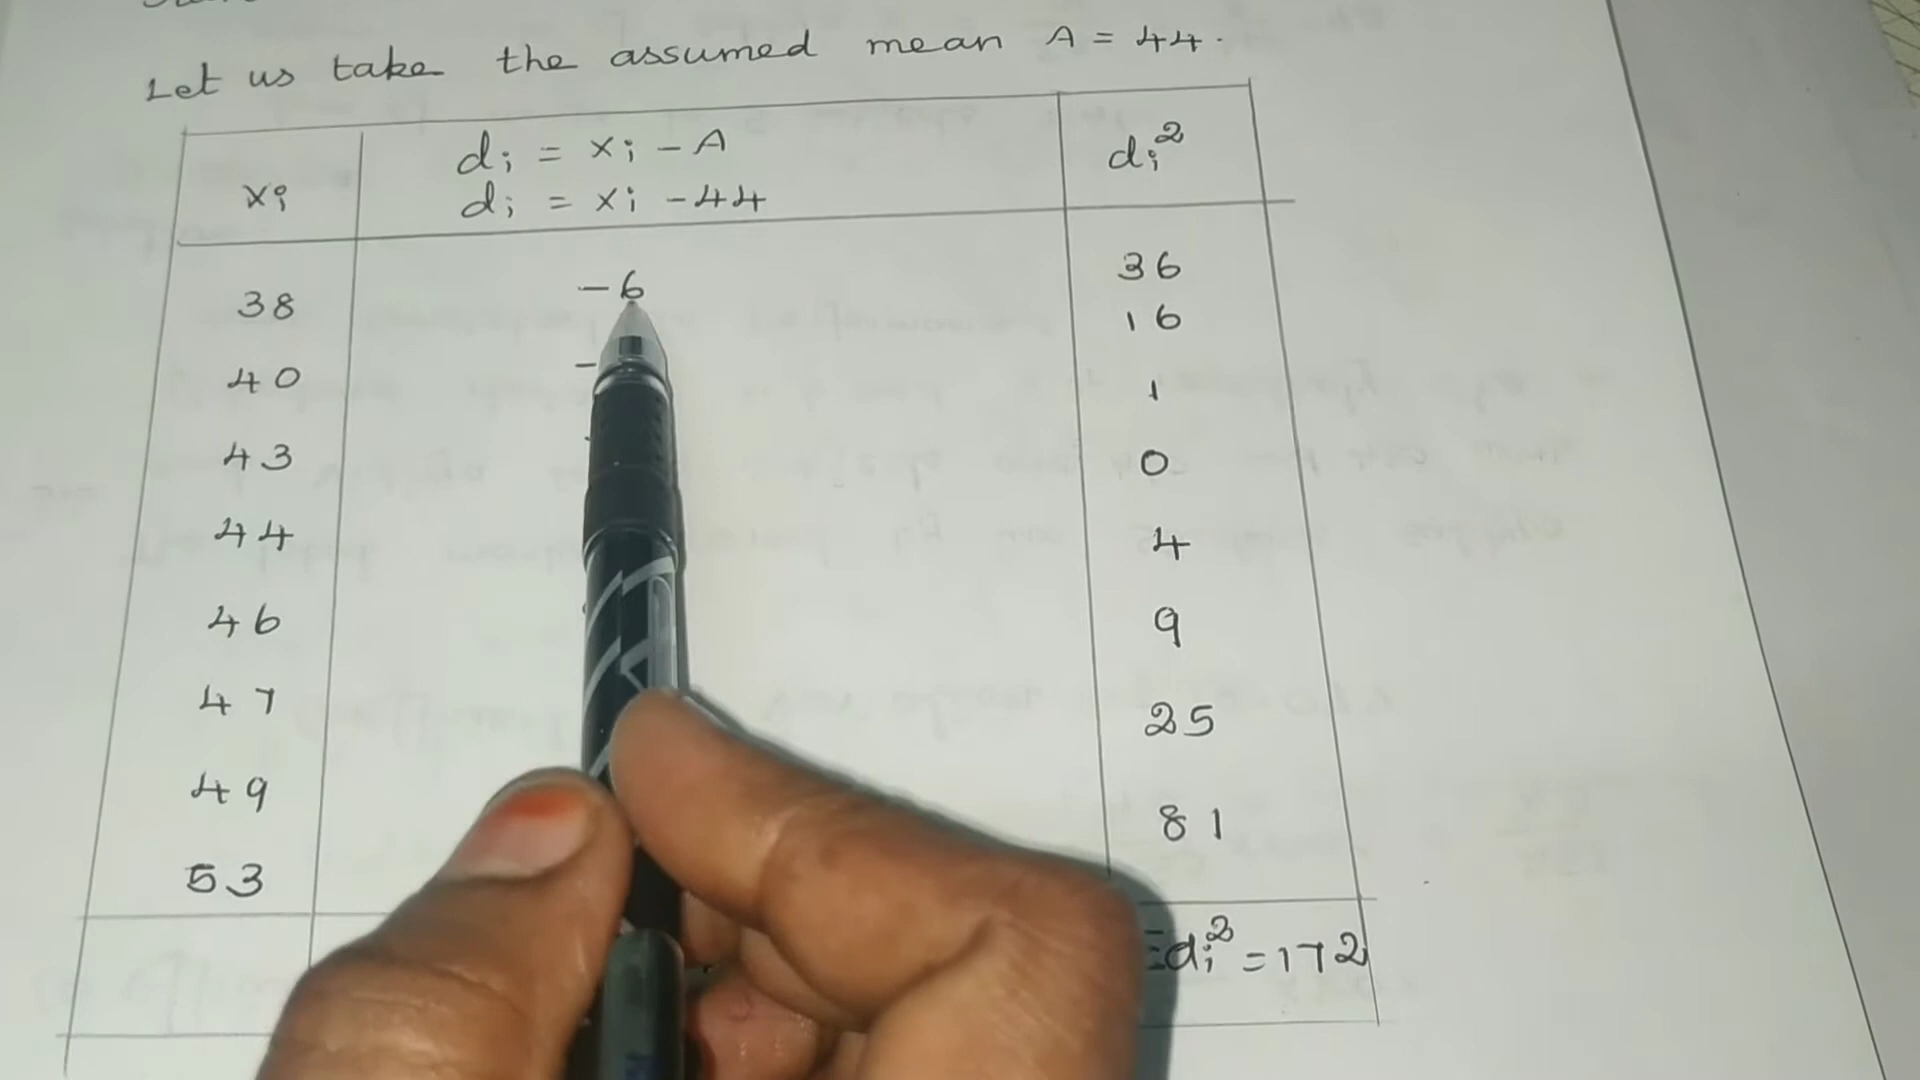 Let us take the assumed mean A = 44.
xi
di = xi - A
di = xi - 44
di²
38 -6 36
40 - 16
43 1
44 0
46 4
47 9
49 25
53 81
Σdi² = 172